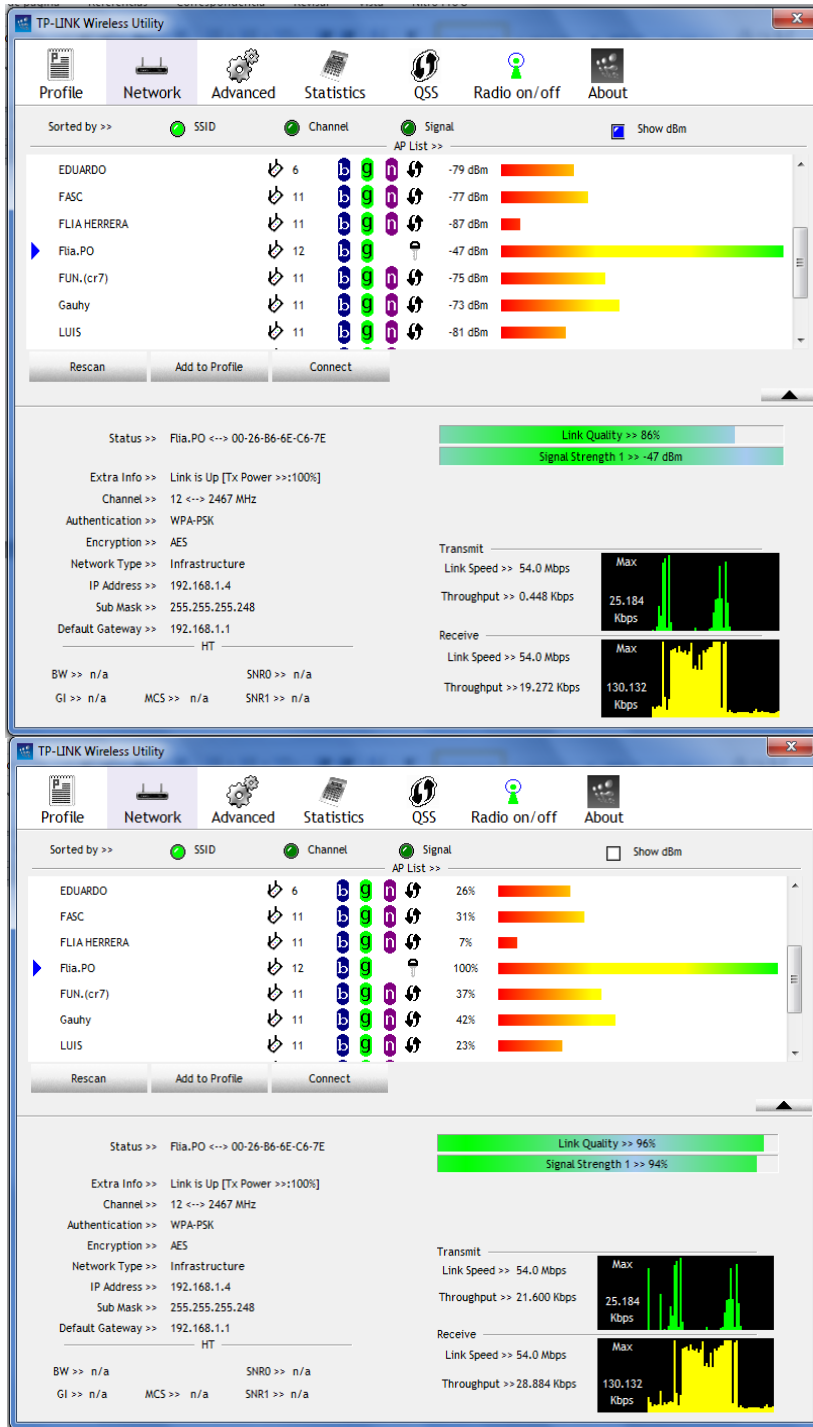 de página Referencias Correspondencia Revisar Vista Nitro Pro 8
TP-LINK Wireless Utility
Profile Network Advanced Statistics QSS Radio on/off About
Sorted by >> SSID Channel Signal Show dBm
AP List >>
EDUARDO 6 b g n -79 dBm
FASC 11 b g n -77 dBm
FLIA HERRERA 11 b g n -87 dBm
Flia.PO 12 b g -47 dBm
FUN.(cr7) 11 b g n -75 dBm
Gauhy 11 b g n -73 dBm
LUIS 11 b g n -81 dBm
Rescan Add to Profile Connect
Status >> Flia.PO <--> 00-26-B6-6E-C6-7E
Extra Info >> Link is Up [Tx Power >>:100%]
Channel >> 12 <--> 2467 MHz
Authentication >> WPA-PSK
Encryption >> AES
Network Type >> Infrastructure
IP Address >> 192.168.1.4
Sub Mask >> 255.255.255.248
Default Gateway >> 192.168.1.1
HT
BW >> n/a SNR0 >> n/a
GI >> n/a MCS >> n/a SNR1 >> n/a
Link Quality >> 86%
Signal Strength 1 >> -47 dBm
Transmit
Link Speed >> 54.0 Mbps
Throughput >> 0.448 Kbps
Max
25.184
Kbps
Receive
Link Speed >> 54.0 Mbps
Throughput >> 19.272 Kbps
Max
130.132
Kbps
TP-LINK Wireless Utility
Profile Network Advanced Statistics QSS Radio on/off About
Sorted by >> SSID Channel Signal Show dBm
AP List >>
EDUARDO 6 b g n 26%
FASC 11 b g n 31%
FLIA HERRERA 11 b g n 7%
Flia.PO 12 b g 100%
FUN.(cr7) 11 b g n 37%
Gauhy 11 b g n 42%
LUIS 11 b g n 23%
Rescan Add to Profile Connect
Status >> Flia.PO <--> 00-26-B6-6E-C6-7E
Extra Info >> Link is Up [Tx Power >>:100%]
Channel >> 12 <--> 2467 MHz
Authentication >> WPA-PSK
Encryption >> AES
Network Type >> Infrastructure
IP Address >> 192.168.1.4
Sub Mask >> 255.255.255.248
Default Gateway >> 192.168.1.1
HT
BW >> n/a SNR0 >> n/a
GI >> n/a MCS >> n/a SNR1 >> n/a
Link Quality >> 96%
Signal Strength 1 >> 94%
Transmit
Link Speed >> 54.0 Mbps
Throughput >> 21.600 Kbps
Max
25.184
Kbps
Receive
Link Speed >> 54.0 Mbps
Throughput >> 28.884 Kbps
Max
130.132
Kbps